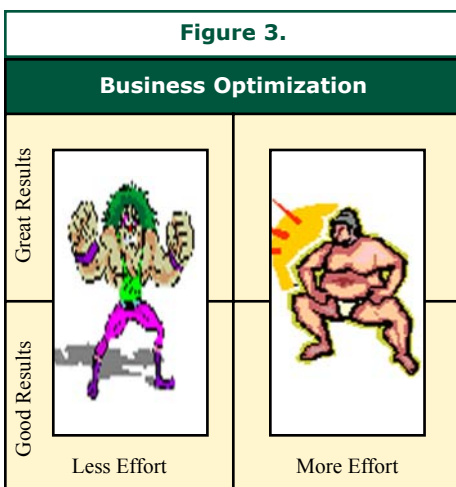 Figure 3.
Business Optimization
Great Results
Good Results
Less Effort
More Effort